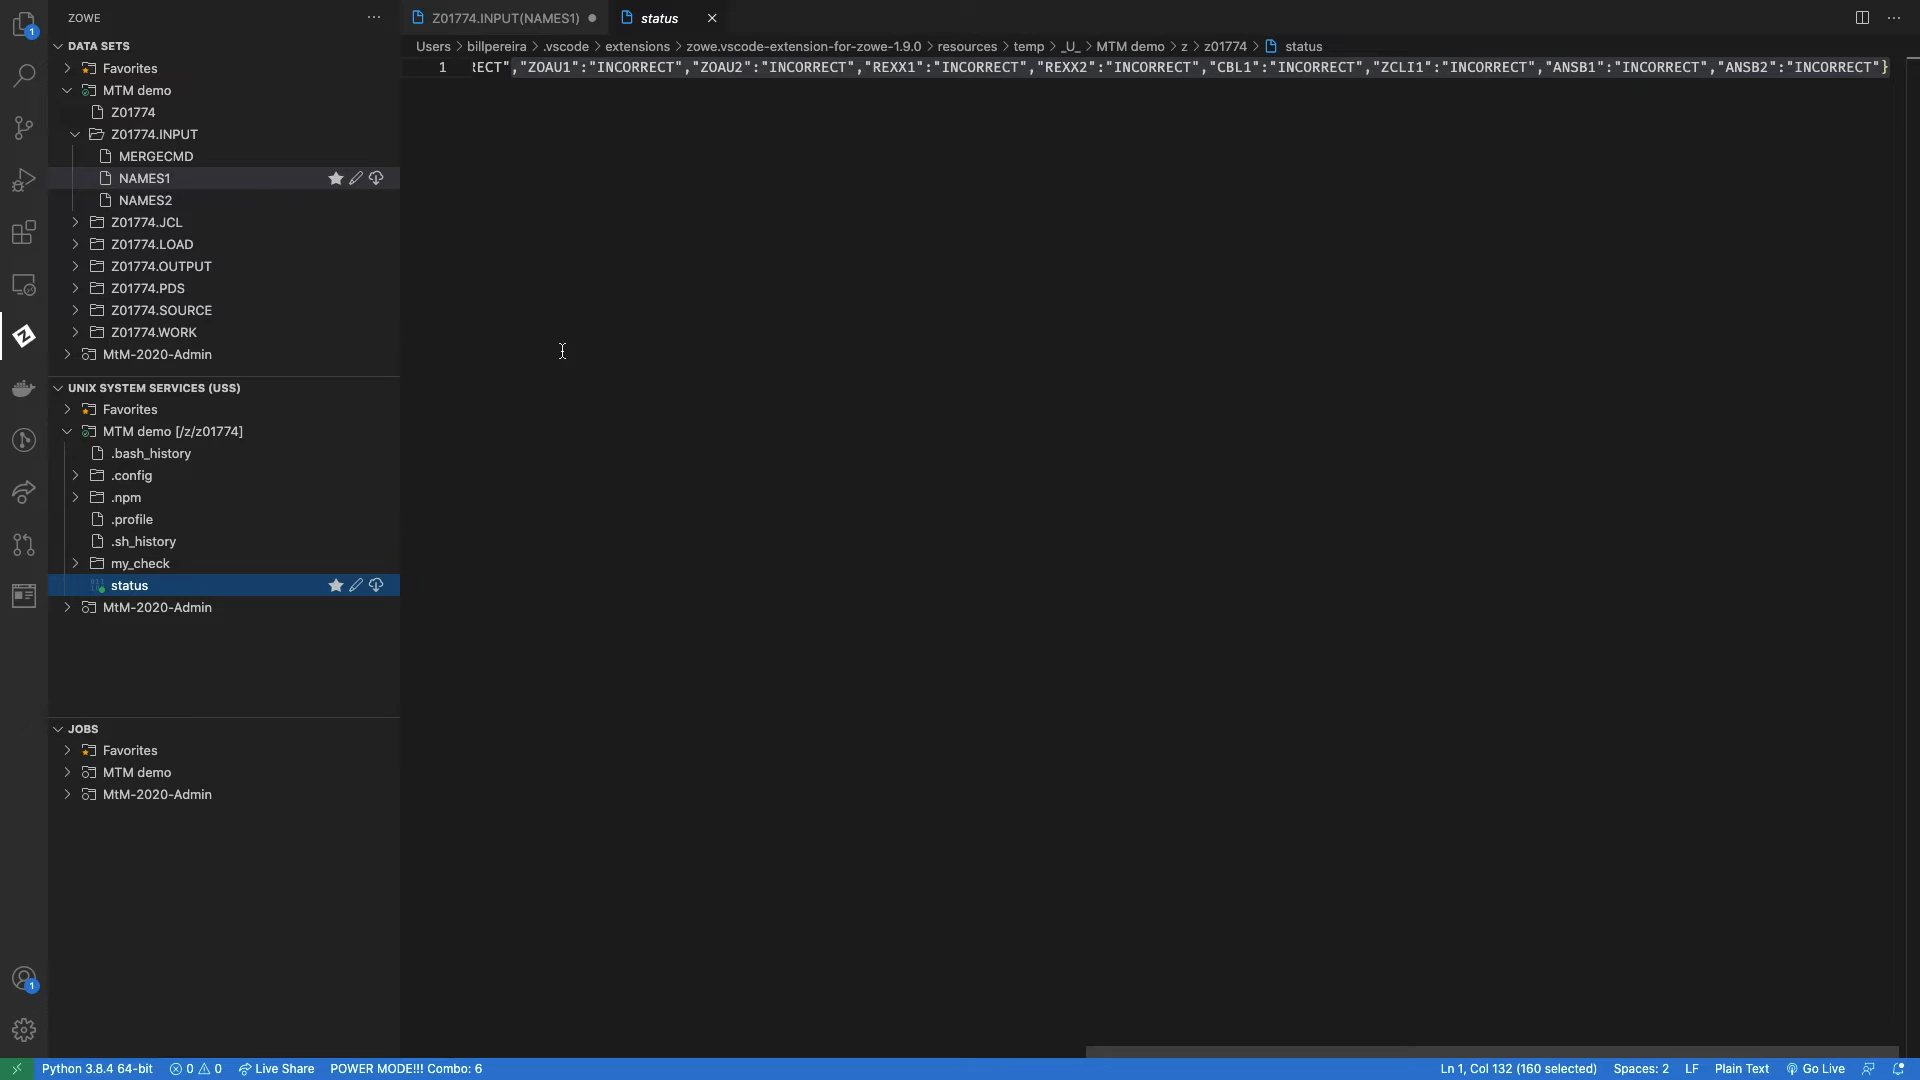 ZOWE
DATA SETS
Favorites
MTM demo
Z01774
Z01774.INPUT
MERGECMD
NAMES1
NAMES2
Z01774.JCL
Z01774.LOAD
Z01774.OUTPUT
Z01774.PDS
Z01774.SOURCE
Z01774.WORK
MtM-2020-Admin
UNIX SYSTEM SERVICES (USS)
Favorites
MTM demo [/z/z01774]
.bash_history
.config
.npm
.profile
.sh_history
my_check
status
MtM-2020-Admin
JOBS
Favorites
MTM demo
MtM-2020-Admin
Z01774.INPUT(NAMES1) status
Users > billpereira > .vscode > extensions > zowe.vscode-extension-for-zowe-1.9.0 > resources > temp > _U_ > MTM demo > z > z01774 > status
1 RECT","ZOAU1":"INCORRECT","ZOAU2":"INCORRECT","REXX1":"INCORRECT","REXX2":"INCORRECT","CBL1":"INCORRECT","ZCLI1":"INCORRECT","ANSB1":"INCORRECT","ANSB2":"INCORRECT"}
1
1
Python 3.8.4 64-bit 0 0 Live Share POWER MODE!!! Combo: 6 Ln 1, Col 132 (160 selected) Spaces: 2 LF Plain Text Go Live